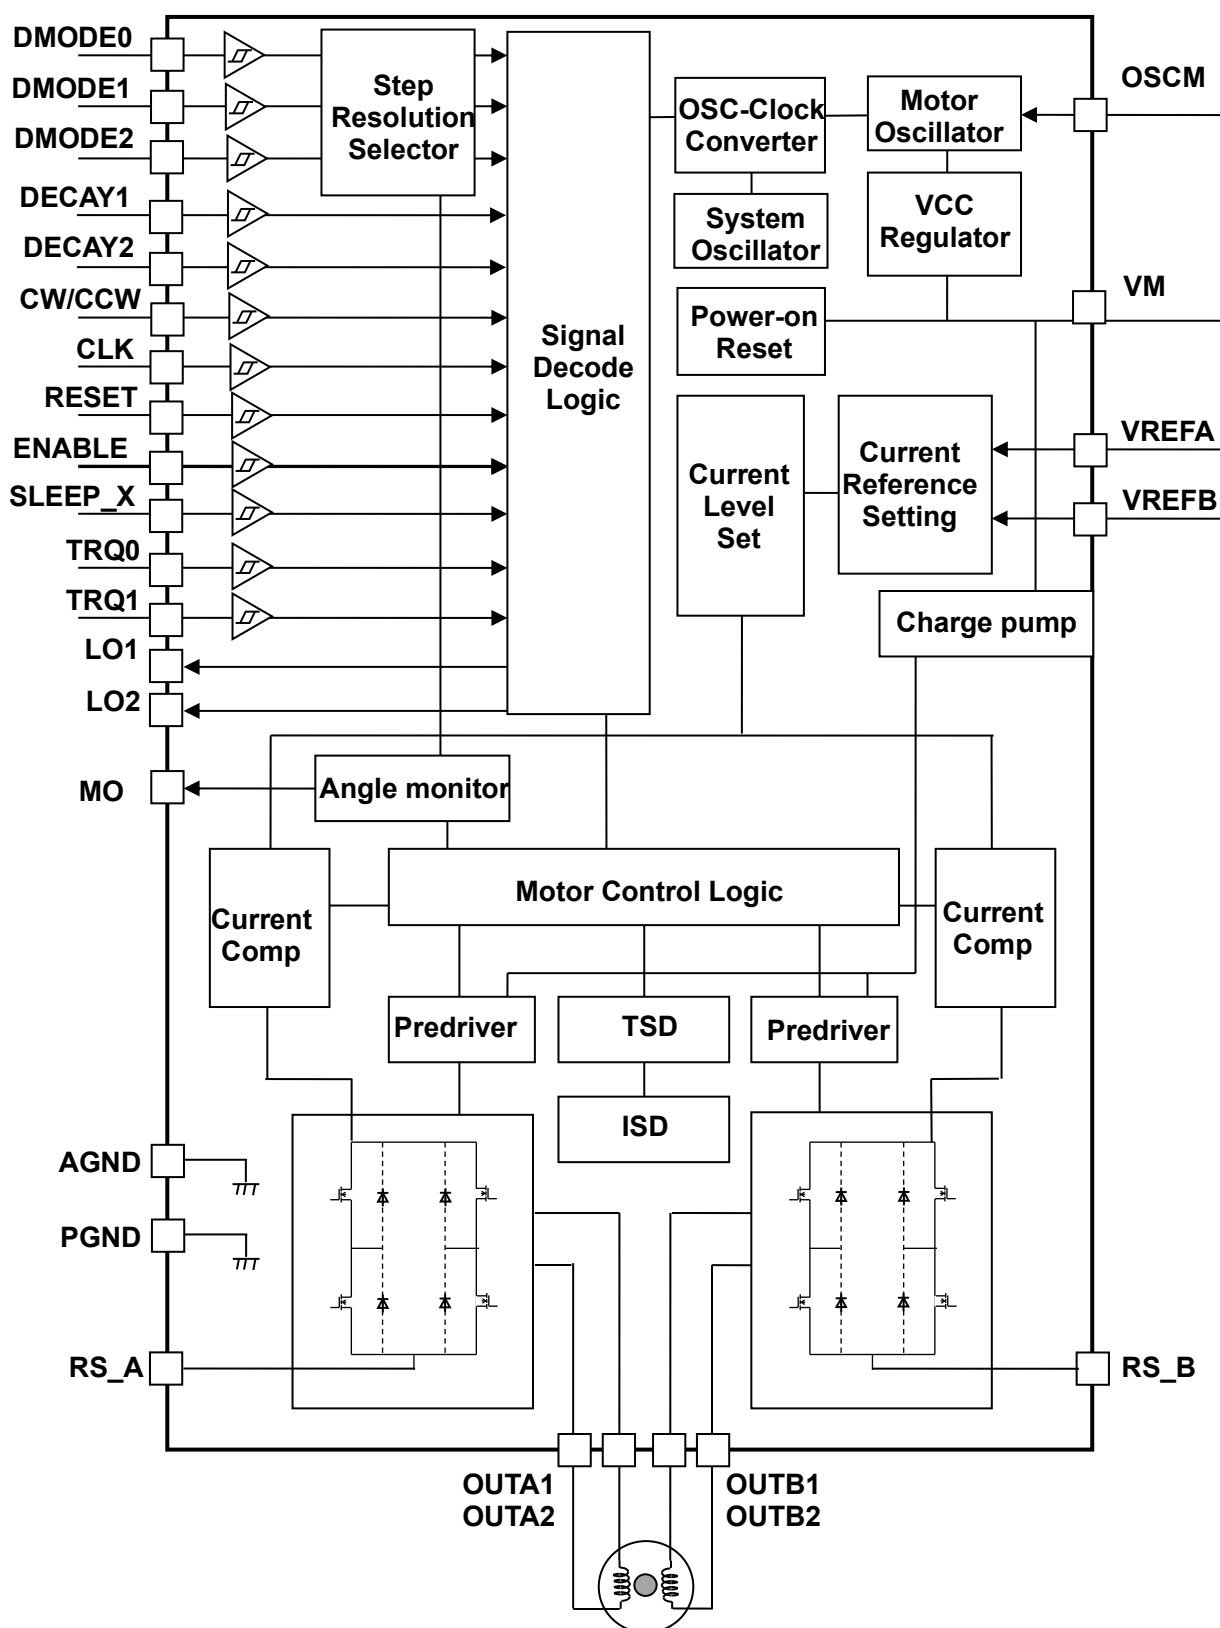 DMODE0
DMODE1
DMODE2
DECAY1
DECAY2
CW/CCW
CLK
RESET
ENABLE
SLEEP_X
TRQ0
TRQ1
LO1
LO2
MO
AGND
PGND
RS_A
Step
Resolution
Selector
Signal
Decode
Logic
OSC-Clock
Converter
Motor
Oscillator
System
Oscillator
VCC
Regulator
Power-on
Reset
Current
Level
Set
Current
Reference
Setting
Charge pump
OSCM
VM
VREFA
VREFB
Angle monitor
Motor Control Logic
Current
Comp
Current
Comp
Predriver
TSD
Predriver
ISD
RS_B
OUTA1
OUTA2
OUTB1
OUTB2